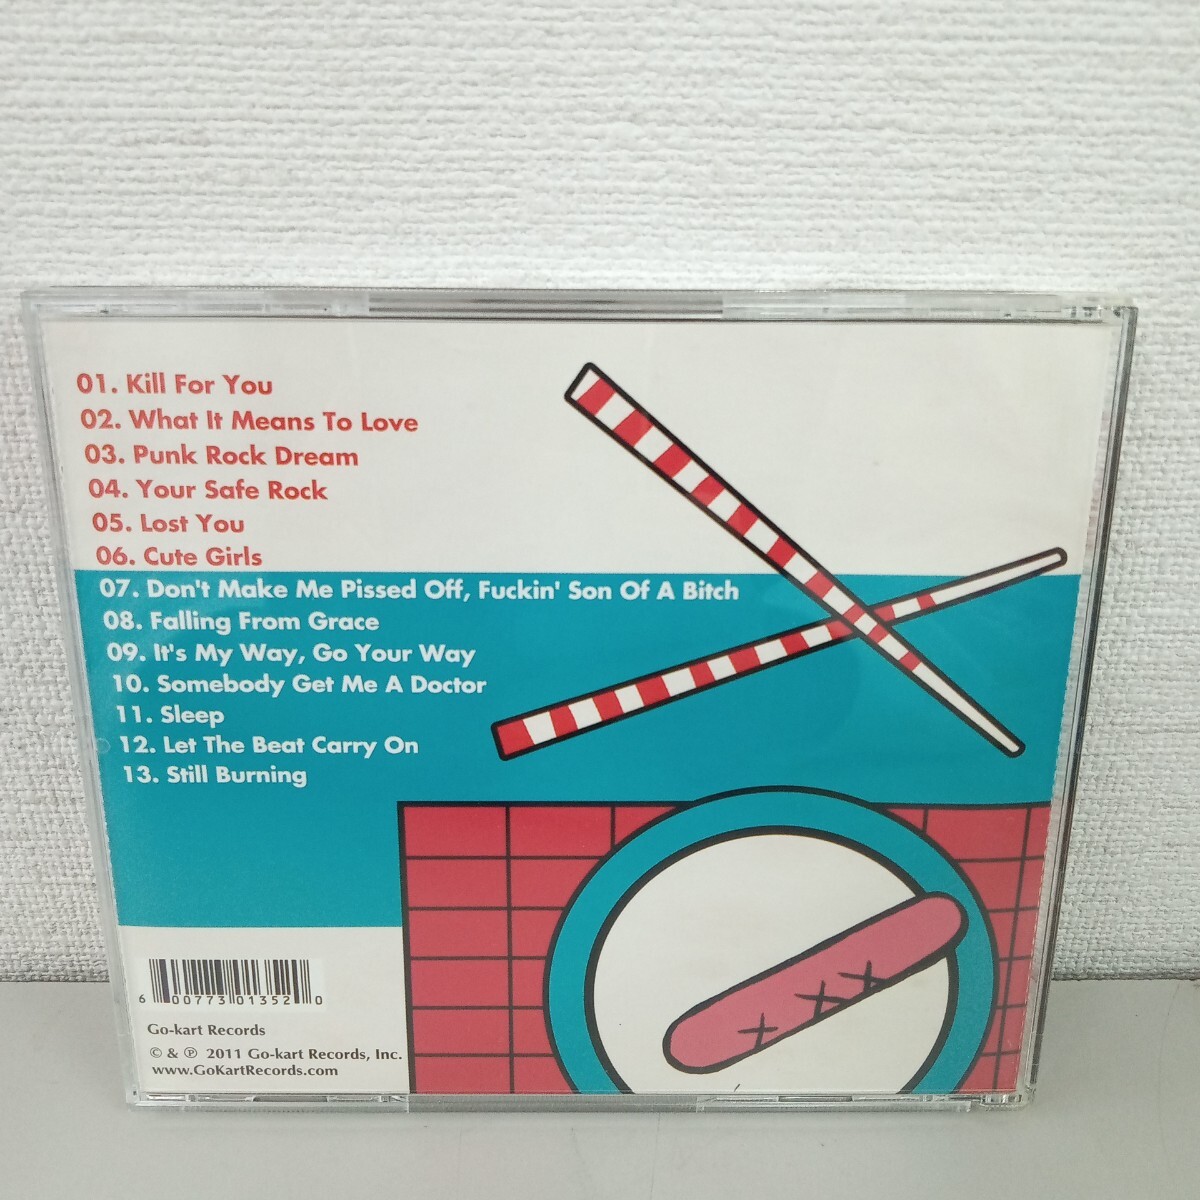 01. Kill For You
02. What It Means To Love
03. Punk Rock Dream
04. Your Safe Rock
05. Lost You
06. Cute Girls
07. Don't Make Me Pissed Off, Fuckin' Son Of A Bitch
08. Falling From Grace
09. It's My Way, Go Your Way
10. Somebody Get Me A Doctor
11. Sleep
12. Let The Beat Carry On
13. Still Burning
6 00773 01352 0
Go-kart Records
© & ℗ 2011 Go-kart Records, Inc.
www.GoKartRecords.com